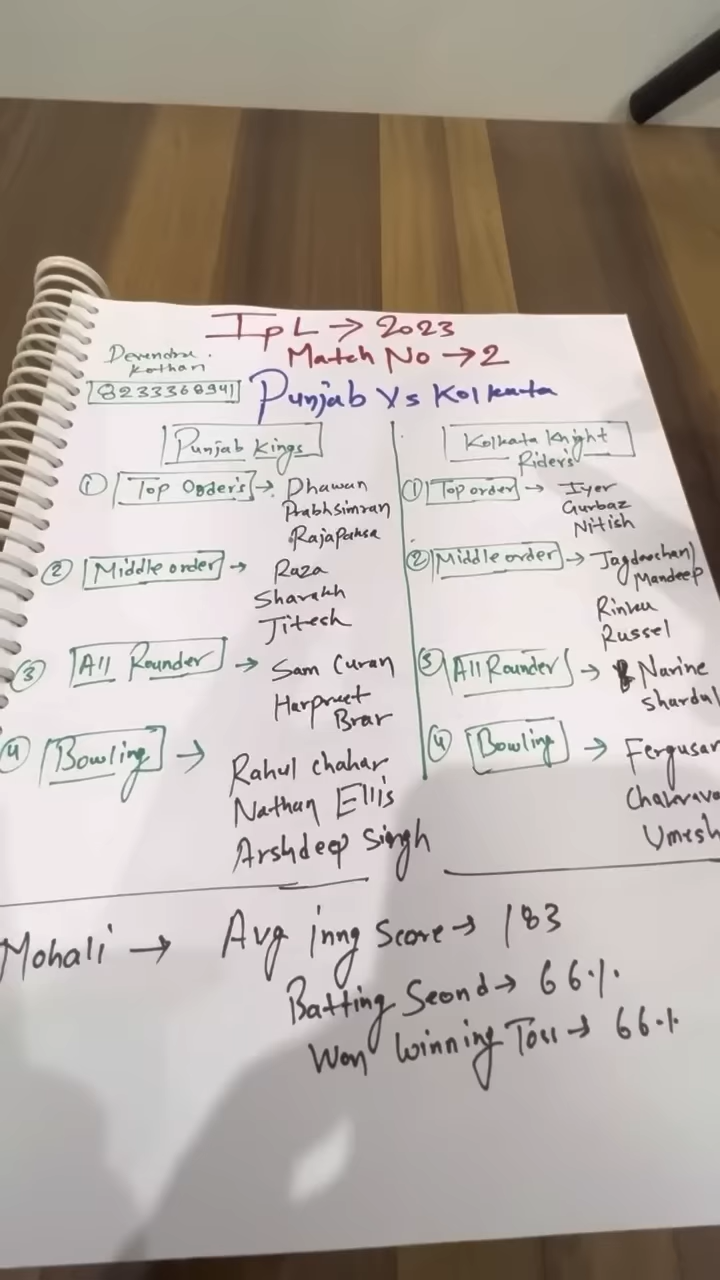 IPL → 2023
Match No → 2
Devendra
Kothari
8233368941
Punjab Vs Kolkata
Punjab Kings
① Top Order's → Dhawan
Prabhsimran
Rajapaksa
② Middle order → Raza
Sharukh
Jitesh
③ All Rounder → Sam Curan
Harpreet
Brar
④ Bowling → Rahul Chahar
Nathan Ellis
Arshdeep Singh
Kolkata Knight
Rider's
① Top order → Iyer
Gurbaz
Nitish
② Middle order → Jagdeeshan
Mandeep
Rinku
Russel
③ All Rounder → Narine
Shardul
④ Bowling → Fergusan
Chakrava
Umesh
Mohali → Avg inng Score → 183
Batting Seond → 66%
Won winning Toss → 66%